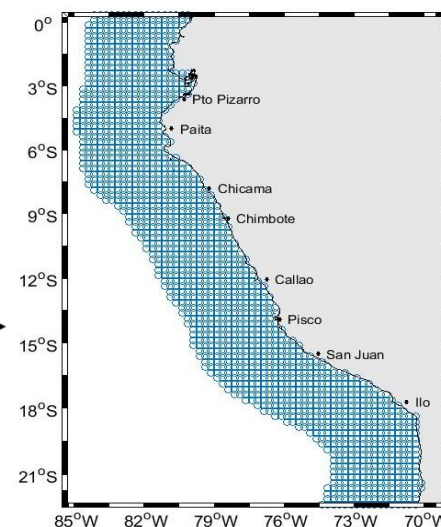 0°
3°S
Pto Pizarro
Paita
6°S
Chicama
9°S
Chimbote
12°S
Callao
Pisco
15°S
San Juan
Ilo
18°S
21°S
85°W 82°W 79°W 76°W 73°W 70°W